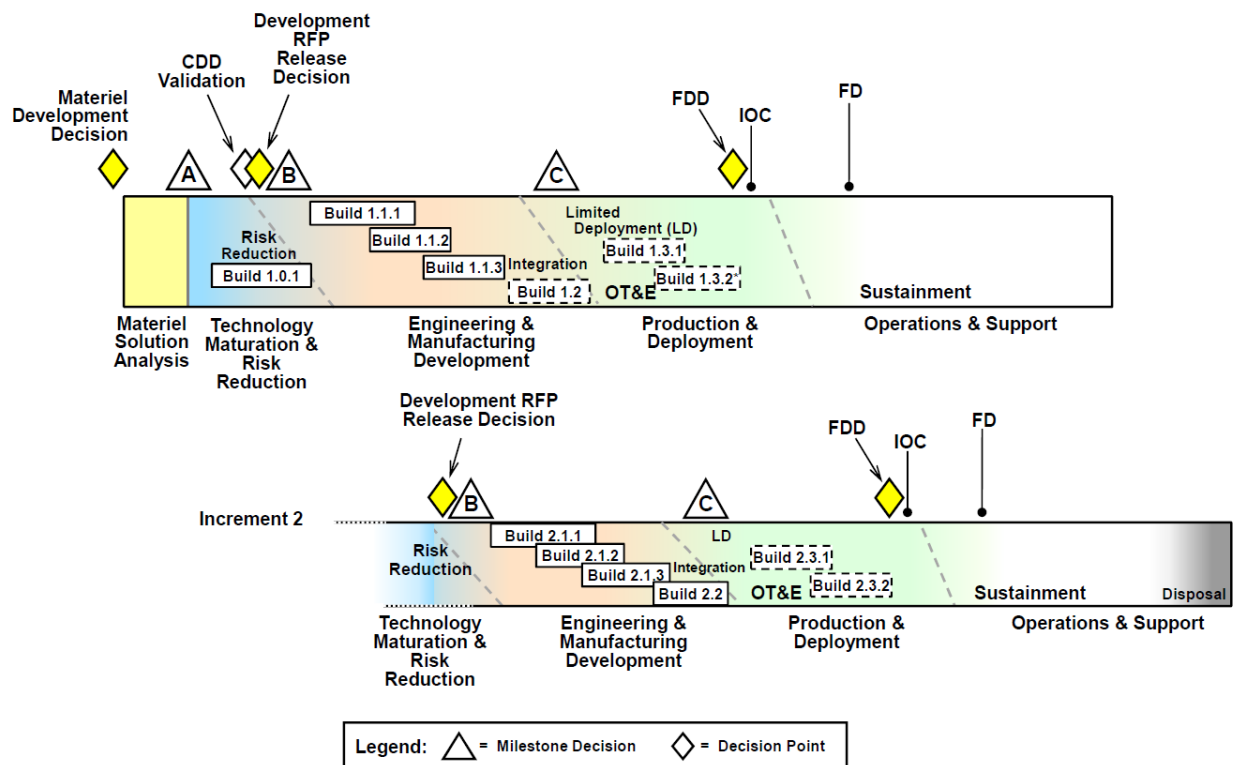 Development
RFP
Release
Decision
CDD
Validation
Materiel
Development
Decision
FDD
IOC
FD
A
B
C
Build 1.1.1
Build 1.1.2
Build 1.1.3
Risk
Reduction
Build 1.0.1
Integration
Build 1.2
Limited
Deployment (LD)
Build 1.3.1
Build 1.3.2*
OT&E
Sustainment
Materiel
Solution
Analysis
Technology
Maturation &
Risk
Reduction
Engineering &
Manufacturing
Development
Production &
Deployment
Operations & Support
Development RFP
Release Decision
FDD
IOC
FD
B
C
Increment 2
Risk
Reduction
Build 2.1.1
Build 2.1.2
Build 2.1.3
Integration
Build 2.2
LD
Build 2.3.1
Build 2.3.2
OT&E
Sustainment
Disposal
Technology
Maturation &
Risk
Reduction
Engineering &
Manufacturing
Development
Production &
Deployment
Operations & Support
Legend: = Milestone Decision = Decision Point